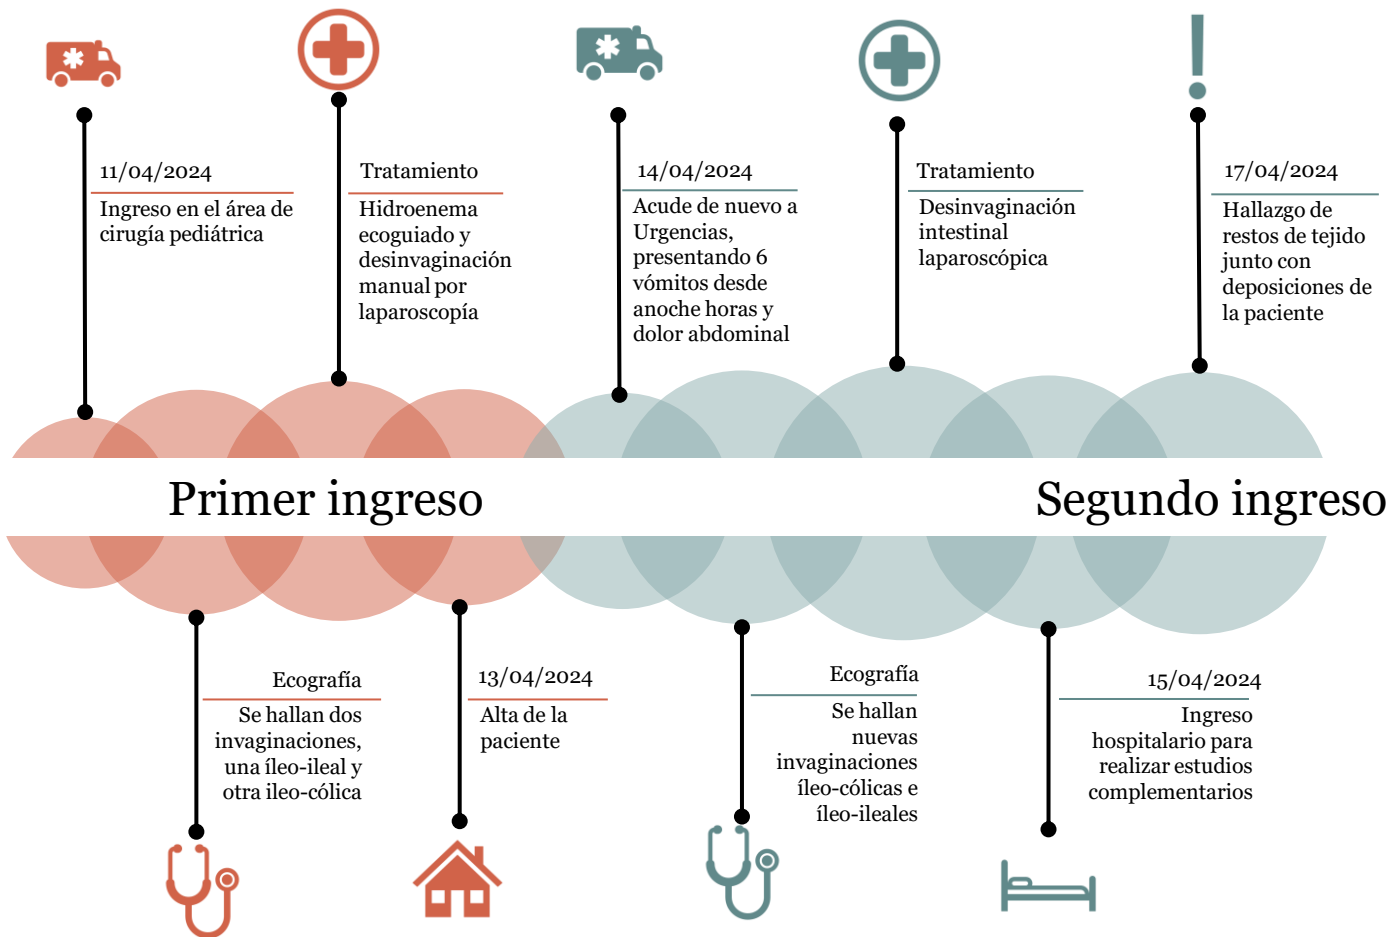 11/04/2024
Ingreso en el área de
cirugía pediátrica
Tratamiento
Hidroenema
ecoguiado y
desinvaginación
manual por
laparoscopía
14/04/2024
Acude de nuevo a
Urgencias,
presentando 6
vómitos desde
anoche horas y
dolor abdominal
Tratamiento
Desinvaginación
intestinal
laparoscópica
17/04/2024
Hallazgo de
restos de tejido
junto con
deposiciones de
la paciente
Primer ingreso
Segundo ingreso
Ecografía
Se hallan dos
invaginaciones,
una íleo-ileal y
otra ileo-cólica
13/04/2024
Alta de la
paciente
Ecografía
Se hallan
nuevas
invaginaciones
íleo-cólicas e
íleo-ileales
15/04/2024
Ingreso
hospitalario para
realizar estudios
complementarios